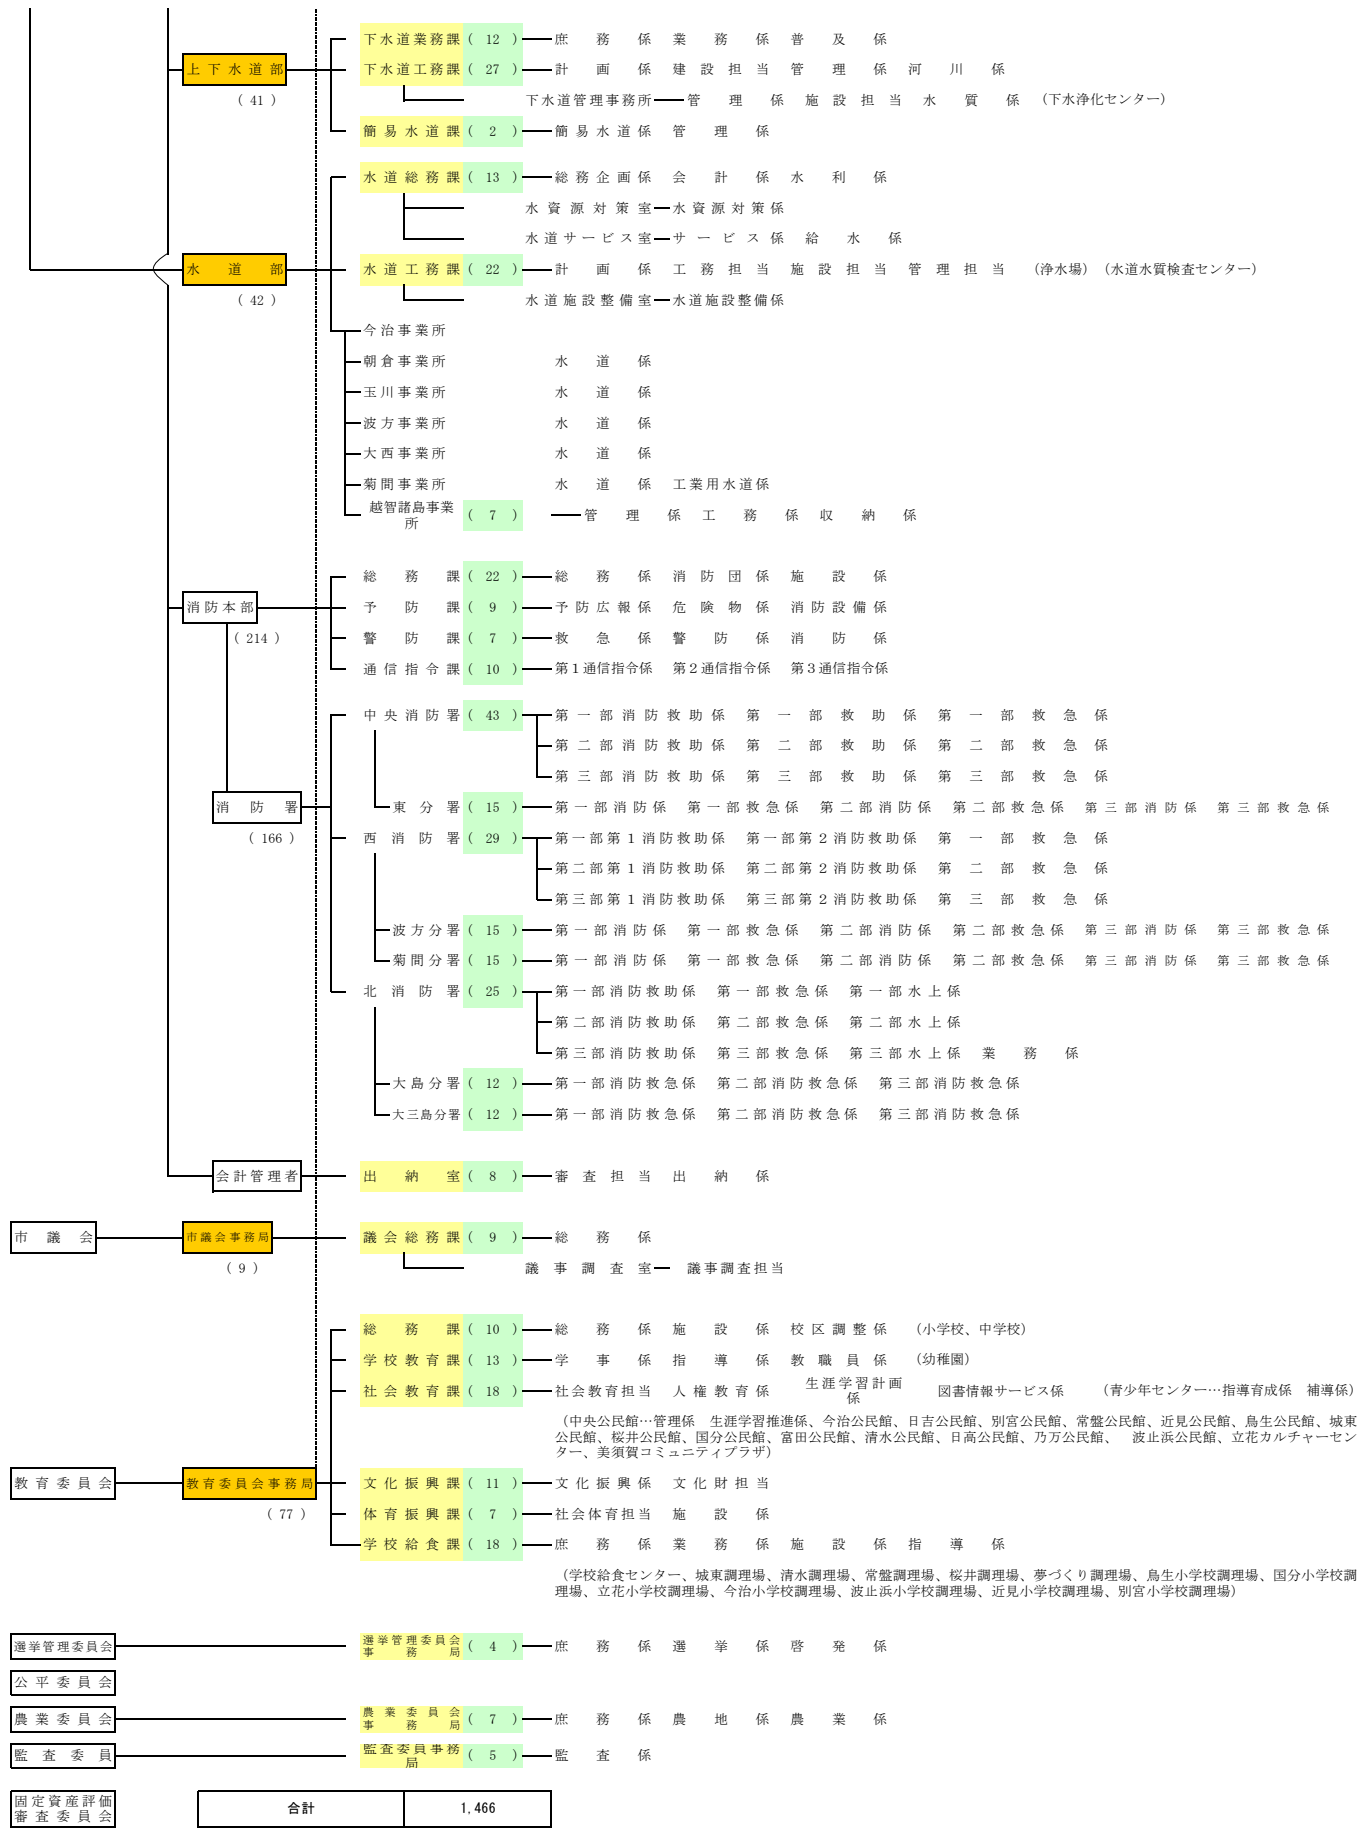 下水道業務課 ( 12 ) 庶務係 業務係 普及係
上下水道部 下水道工務課 ( 27 ) 計画係 建設担当 管理係 河川係
( 41 ) 下水道管理事務所 管理係 施設担当 水質係 （下水浄化センター）
簡易水道課 ( 2 ) 簡易水道係 管理係
水道総務課 ( 13 ) 総務企画係 会計係 水利係
水資源対策室 水資源対策係
水道サービス室 サービス係 給水係
水道部 水道工務課 ( 22 ) 計画係 工務担当 施設担当 管理担当 （浄水場）（水道水質検査センター）
( 42 ) 水道施設整備室 水道施設整備係
今治事業所
朝倉事業所 水道係
玉川事業所 水道係
波方事業所 水道係
大西事業所 水道係
菊間事業所 水道係 工業用水道係
越智諸島事業所 ( 7 ) 管理係 工務係 収納係
総務課 ( 22 ) 総務係 消防団係 施設係
消防本部 予防課 ( 9 ) 予防広報係 危険物係 消防設備係
( 214 ) 警防課 ( 7 ) 救急係 警防係 消防係
通信指令課 ( 10 ) 第１通信指令係 第２通信指令係 第３通信指令係
中央消防署 ( 43 ) 第一部消防救助係 第一部救助係 第一部救急係
第二部消防救助係 第二部救助係 第二部救急係
第三部消防救助係 第三部救助係 第三部救急係
消防署 東分署 ( 15 ) 第一部消防係 第一部救急係 第二部消防係 第二部救急係 第三部消防係 第三部救急係
( 166 ) 西消防署 ( 29 ) 第一部第１消防救助係 第一部第２消防救助係 第一部救急係
第二部第１消防救助係 第二部第２消防救助係 第二部救急係
第三部第１消防救助係 第三部第２消防救助係 第三部救急係
波方分署 ( 15 ) 第一部消防係 第一部救急係 第二部消防係 第二部救急係 第三部消防係 第三部救急係
菊間分署 ( 15 ) 第一部消防係 第一部救急係 第二部消防係 第二部救急係 第三部消防係 第三部救急係
北消防署 ( 25 ) 第一部消防救助係 第一部救急係 第一部水上係
第二部消防救助係 第二部救急係 第二部水上係
第三部消防救助係 第三部救急係 第三部水上係 業務係
大島分署 ( 12 ) 第一部消防救急係 第二部消防救急係 第三部消防救急係
大三島分署 ( 12 ) 第一部消防救急係 第二部消防救急係 第三部消防救急係
会計管理者 出納室 ( 8 ) 審査担当 出納係
市議会 市議会事務局 議会総務課 ( 9 ) 総務係
( 9 ) 議事調査室 議事調査担当
総務課 ( 10 ) 総務係 施設係 校区調整係 （小学校、中学校）
学校教育課 ( 13 ) 学事係 指導係 教職員係 （幼稚園）
社会教育課 ( 18 ) 社会教育担当 人権教育係 生涯学習計画係 図書情報サービス係 （青少年センター…指導育成係 補導係）
（中央公民館…管理係 生涯学習推進係、今治公民館、日吉公民館、別宮公民館、常盤公民館、近見公民館、鳥生公民館、城東
公民館、桜井公民館、国分公民館、富田公民館、清水公民館、日高公民館、乃万公民館、 波止浜公民館、立花カルチャーセン
ター、美須賀コミュニティプラザ）
教育委員会 教育委員会事務局 文化振興課 ( 11 ) 文化振興係 文化財担当
( 77 ) 体育振興課 ( 7 ) 社会体育担当 施設係
学校給食課 ( 18 ) 庶務係 業務係 施設係 指導係
（学校給食センター、城東調理場、清水調理場、常盤調理場、桜井調理場、夢づくり調理場、鳥生小学校調理場、国分小学校調
理場、立花小学校調理場、今治小学校調理場、波止浜小学校調理場、近見小学校調理場、別宮小学校調理場）
選挙管理委員会 選挙管理委員会事務局 ( 4 ) 庶務係 選挙係 啓発係
公平委員会
農業委員会 農業委員会事務局 ( 7 ) 庶務係 農地係 農業係
監査委員 監査委員事務局 ( 5 ) 監査係
固定資産評価審査委員会 合計 1,466